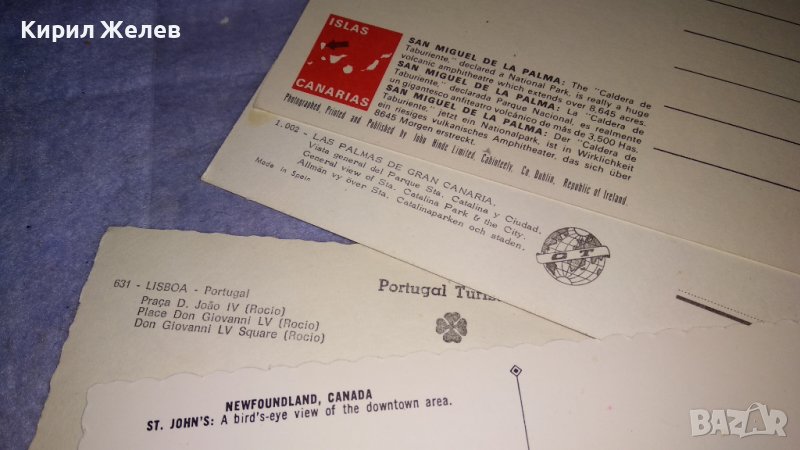 Кирил Желев
ISLAS
CANARIAS
SAN MIGUEL DE LA PALMA: The "Caldera de
Taburiente," declared a National Park, is really a huge
volcanic amphitheatre which extends over 8,645 acres.
SAN MIGUEL DE LA PALMA: La "Caldera de
Taburiente," declarada Parque Nacional, es realmente
un gigantesco anfiteatro volcánico de más de 3,500 Has.
SAN MIGUEL DE LA PALMA: Der "Caldera de
Taburiente," jetzt ein Nationalpark, ist in Wirklichkeit
ein riesiges vulkanisches Amphitheater, das sich über
8645 Morgen erstreckt.
Photographed, Printed and Published by John Hinde Limited, Cabinteely, Co. Dublin, Republic of Ireland.
1.002 - LAS PALMAS DE GRAN CANARIA.
Vista general del Parque Sta. Catalina y Ciudad.
General view of Sta. Catalina Park & the City.
Allmän vy över Sta. Catalinaparken och staden.
Made in Spain
GT
631 - LISBOA - Portugal
Praça D. João IV (Rocio)
Place Don Giovanni LV (Rocio)
Don Giovanni LV Square (Rocio)
Portugal Turis
NEWFOUNDLAND, CANADA
ST. JOHN'S: A bird's-eye view of the downtown area.
BAZAR